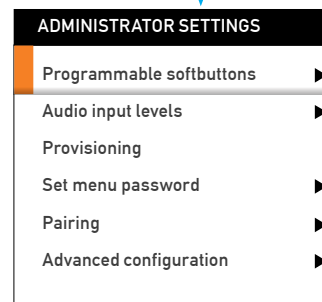 ADMINISTRATOR SETTINGS
Programmable softbuttons
Audio input levels
Provisioning
Set menu password
Pairing
Advanced configuration